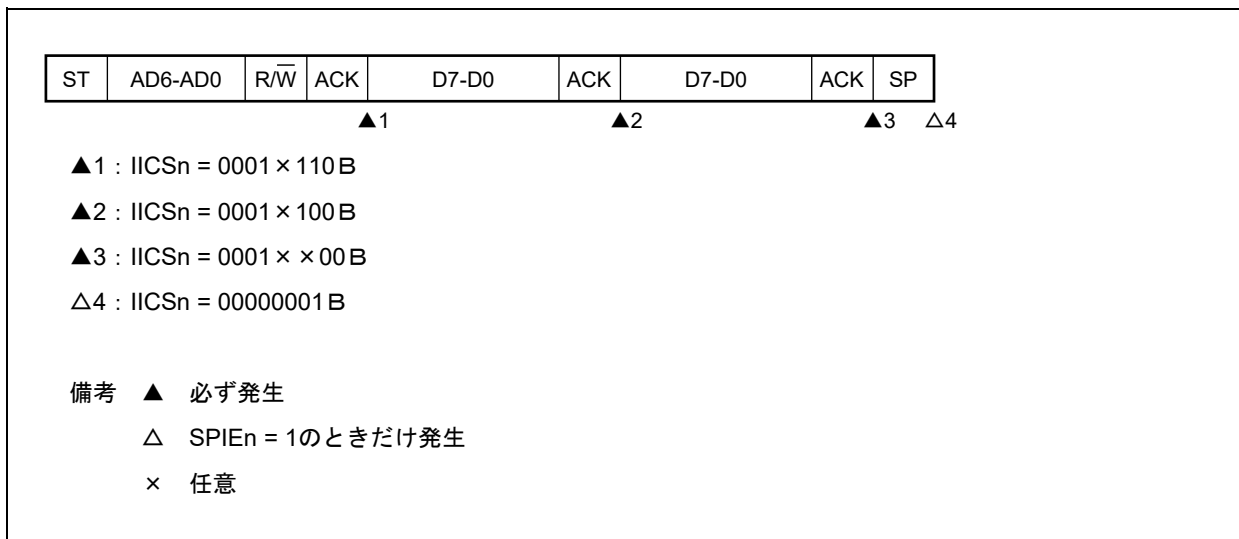 ST AD6-AD0 R/W̅ ACK D7-D0 ACK D7-D0 ACK SP
▲1 ▲2 ▲3 △4
▲1：IICSn = 0001×110B
▲2：IICSn = 0001×100B
▲3：IICSn = 0001××00B
△4：IICSn = 00000001B
備考 ▲ 必ず発生
△ SPIEn = 1のときだけ発生
× 任意